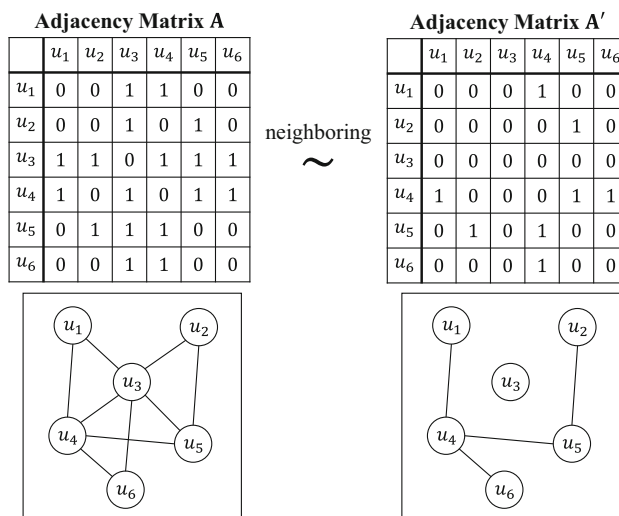 Adjacency Matrix A
u₁ u₂ u₃ u₄ u₅ u₆
u₁ 0 0 1 1 0 0
u₂ 0 0 1 0 1 0
u₃ 1 1 0 1 1 1
u₄ 1 0 1 0 1 1
u₅ 0 1 1 1 0 0
u₆ 0 0 1 1 0 0
neighboring
~
Adjacency Matrix A′
u₁ u₂ u₃ u₄ u₅ u₆
u₁ 0 0 0 1 0 0
u₂ 0 0 0 0 1 0
u₃ 0 0 0 0 0 0
u₄ 1 0 0 0 1 1
u₅ 0 1 0 1 0 0
u₆ 0 0 0 1 0 0
u₁ u₂
u₃
u₄ u₅
u₆
u₁ u₂
u₃
u₄ u₅
u₆